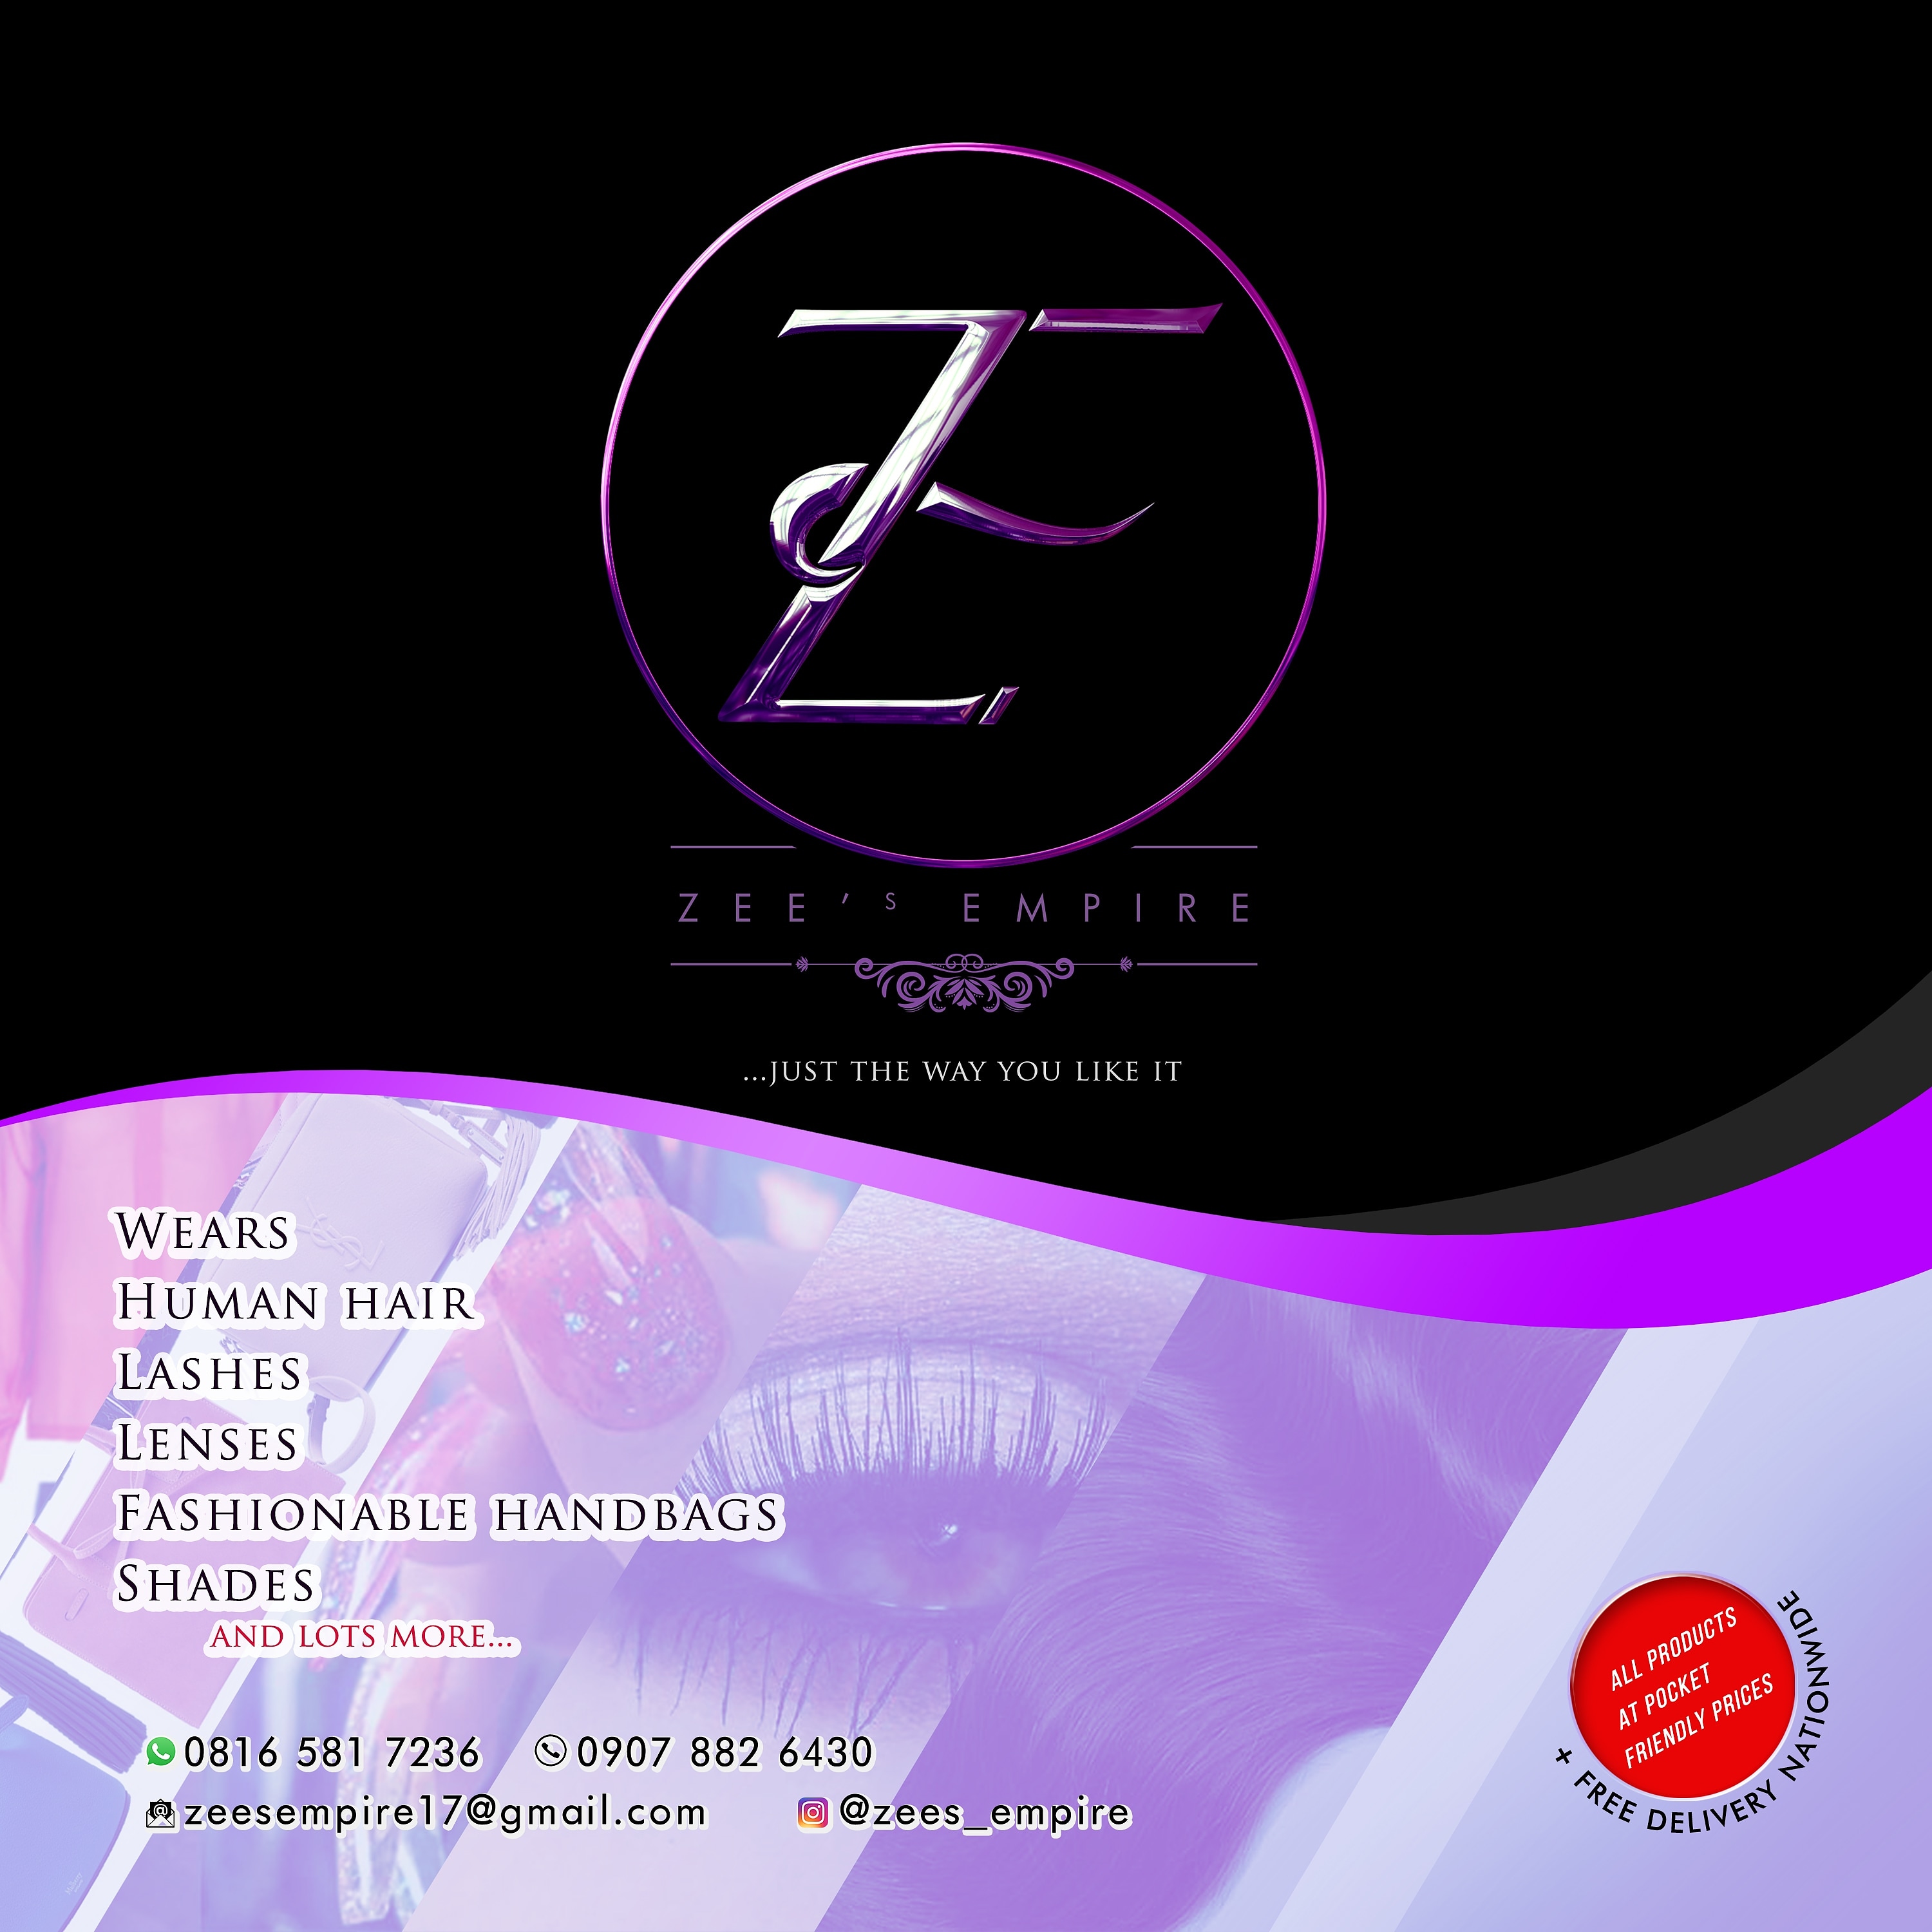 ZE
ZEE'S EMPIRE
...JUST THE WAY YOU LIKE IT
WEARS
HUMAN HAIR
LASHES
LENSES
FASHIONABLE HANDBAGS
SHADES
AND LOTS MORE...
0816 581 7236
0907 882 6430
zeesempire17@gmail.com
@zees_empire
ALL PRODUCTS
AT POCKET
FRIENDLY PRICES
+ FREE DELIVERY NATIONWIDE
YSL